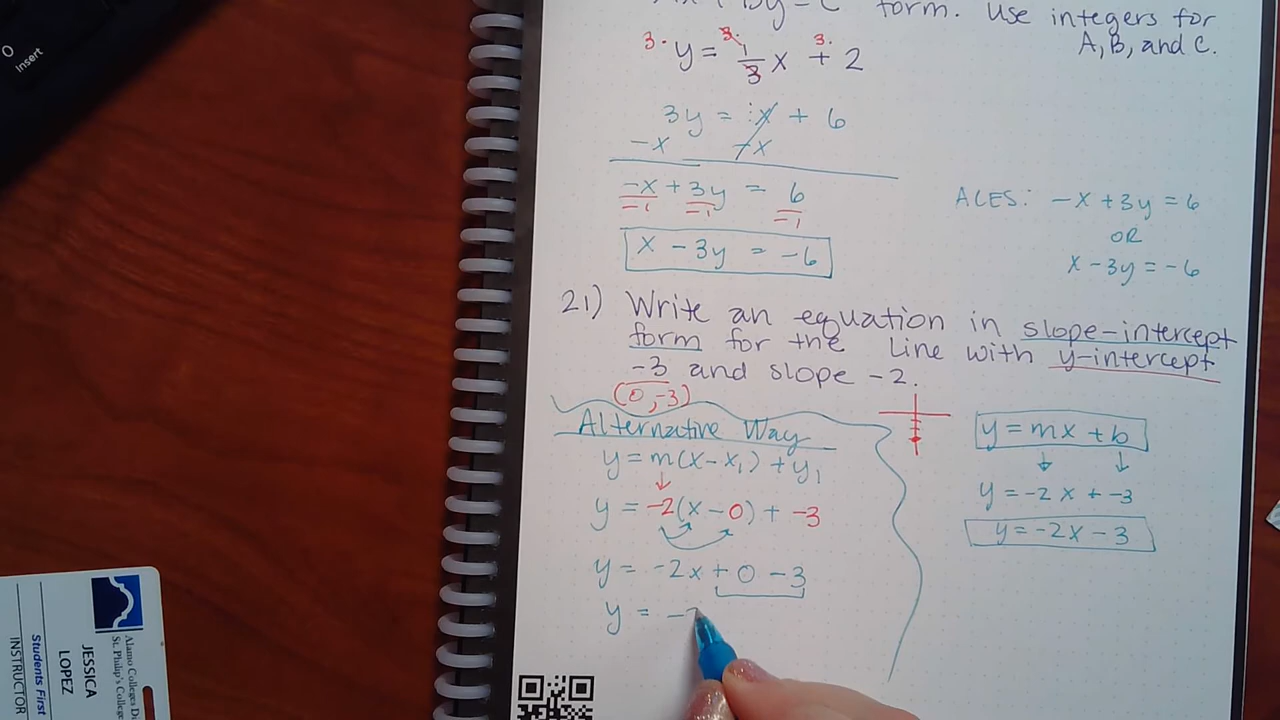 form. Use integers for
A, B, and C.
3· y = 3· 1/3 x + 3· 2
3y = x + 6
-x -x
-x + 3y = 6
-1 -1 -1
x - 3y = -6
ALES: -x + 3y = 6
OR
x - 3y = -6
21) Write an equation in slope-intercept
form for the line with y-intercept
-3 and slope -2.
(0, -3)
Alternative Way
y = m(x - x₁) + y₁
y = -2(x - 0) + -3
y = -2x + 0 - 3
y = -
y = mx + b
y = -2x + -3
y = -2x - 3
Insert
Alamo Colleges Di
St. Philip's College
JESSICA
LOPEZ
Students First
INSTRUCTOR